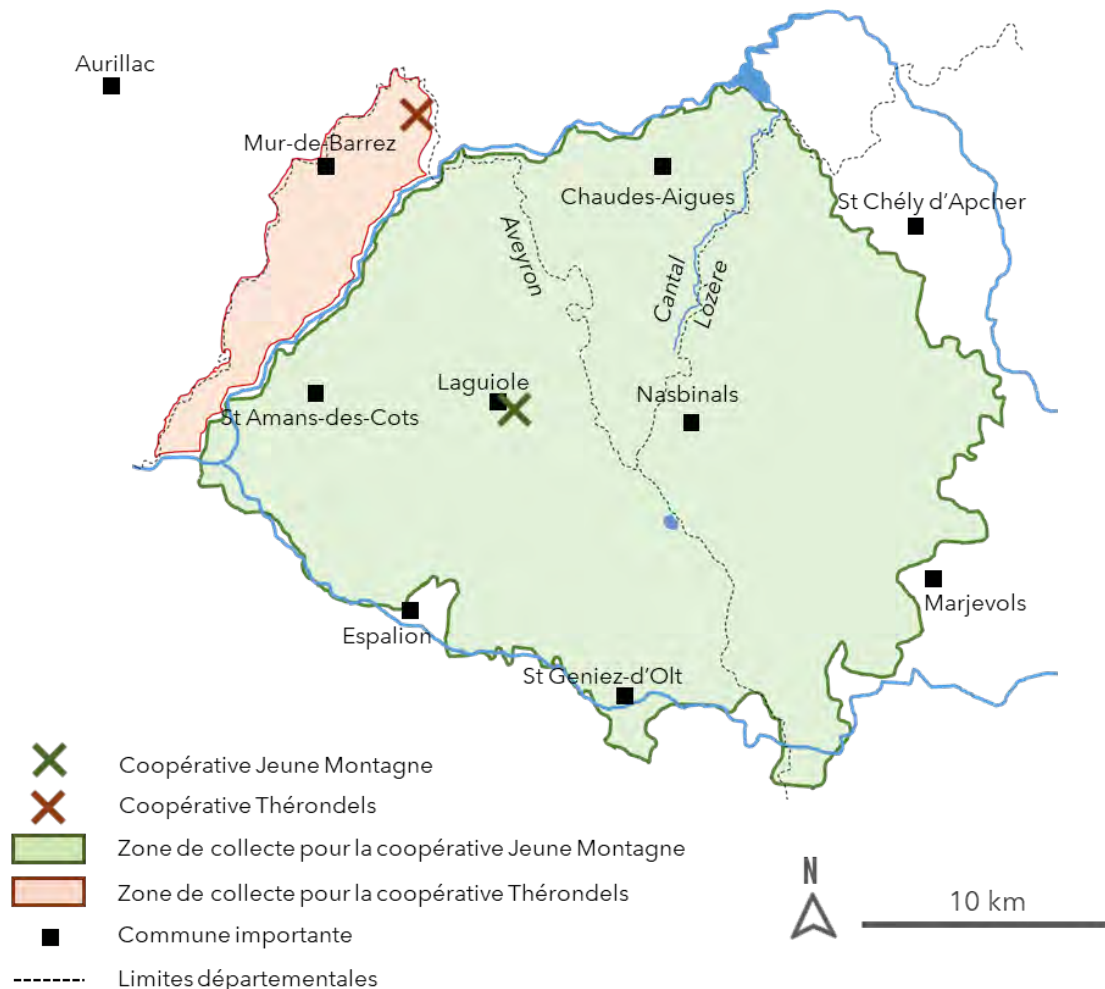 Aurillac
Mur-de-Barrez
Chaudes-Aigues
St Chély d'Apcher
Aveyron
Cantal
Lozère
Laguiole
Nasbinals
St Amans-des-Cots
Marjevols
Espalion
St Geniez-d'Olt
Coopérative Jeune Montagne
Coopérative Thérondels
Zone de collecte pour la coopérative Jeune Montagne
Zone de collecte pour la coopérative Thérondels
Commune importante
Limites départementales
N
10 km